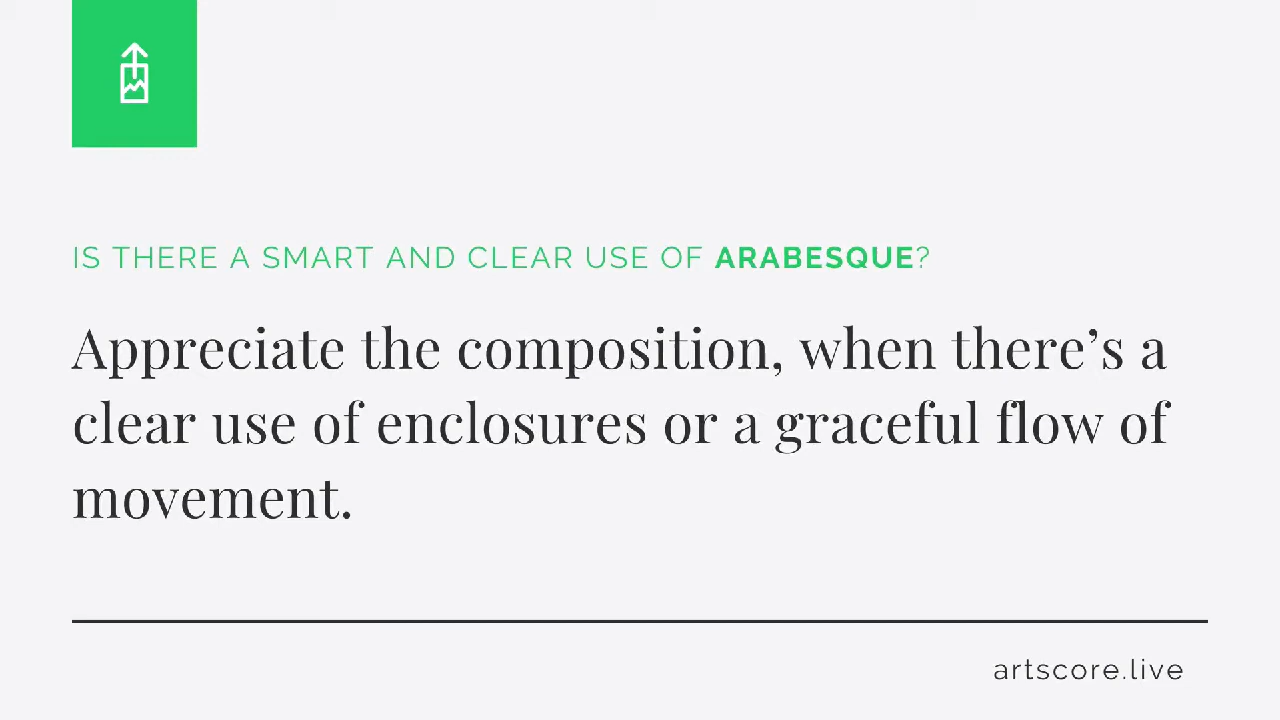 IS THERE A SMART AND CLEAR USE OF ARABESQUE?
Appreciate the composition, when there’s a
clear use of enclosures or a graceful flow of
movement.
artscore.live